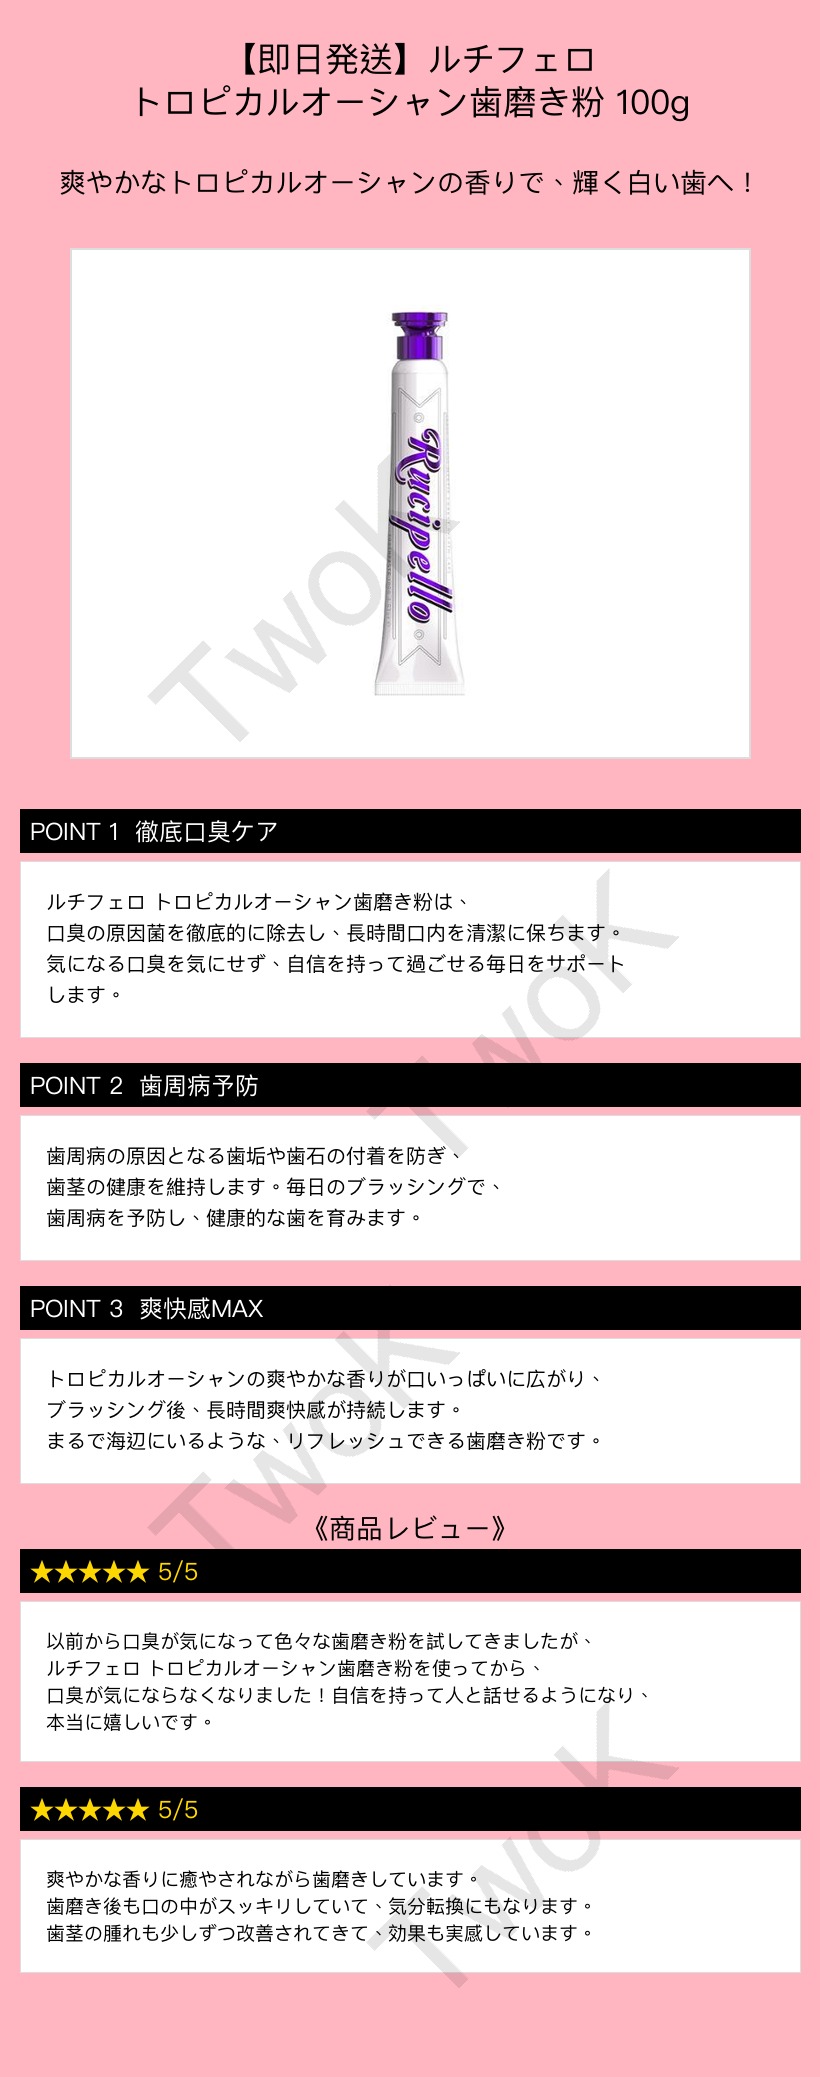 【即日発送】ルチフェロ
トロピカルオーシャン歯磨き粉 100g
爽やかなトロピカルオーシャンの香りで、輝く白い歯へ！
Rucipello
TwoK
POINT 1 徹底口臭ケア
ルチフェロ トロピカルオーシャン歯磨き粉は、
口臭の原因菌を徹底的に除去し、長時間口内を清潔に保ちます。
気になる口臭を気にせず、自信を持って過ごせる毎日をサポート
します。
TwoK
POINT 2 歯周病予防
歯周病の原因となる歯垢や歯石の付着を防ぎ、
歯茎の健康を維持します。毎日のブラッシングで、
歯周病を予防し、健康的な歯を育みます。
POINT 3 爽快感MAX
トロピカルオーシャンの爽やかな香りが口いっぱいに広がり、
ブラッシング後、長時間爽快感が持続します。
まるで海辺にいるような、リフレッシュできる歯磨き粉です。
TwoK
《商品レビュー》
★★★★★ 5/5
以前から口臭が気になって色々な歯磨き粉を試してきましたが、
ルチフェロ トロピカルオーシャン歯磨き粉を使ってから、
口臭が気にならなくなりました！自信を持って人と話せるようになり、
本当に嬉しいです。
★★★★★ 5/5
TwoK
爽やかな香りに癒やされながら歯磨きしています。
歯磨き後も口の中がスッキリしていて、気分転換にもなります。
歯茎の腫れも少しずつ改善されてきて、効果も実感しています。